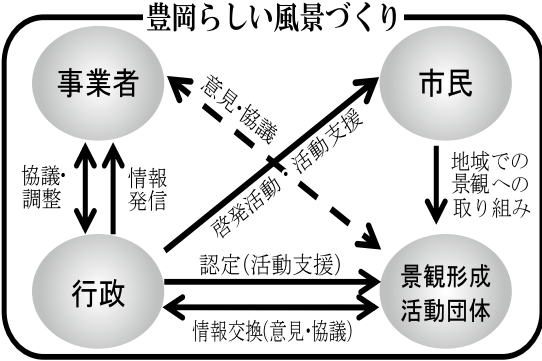 豊岡らしい風景づくり
事業者
市民
意見・協議
啓発活動・活動支援
協議・
調整
情報
発信
地域での
景観への
取り組み
行政
認定(活動支援)
景観形成
活動団体
情報交換(意見・協議)